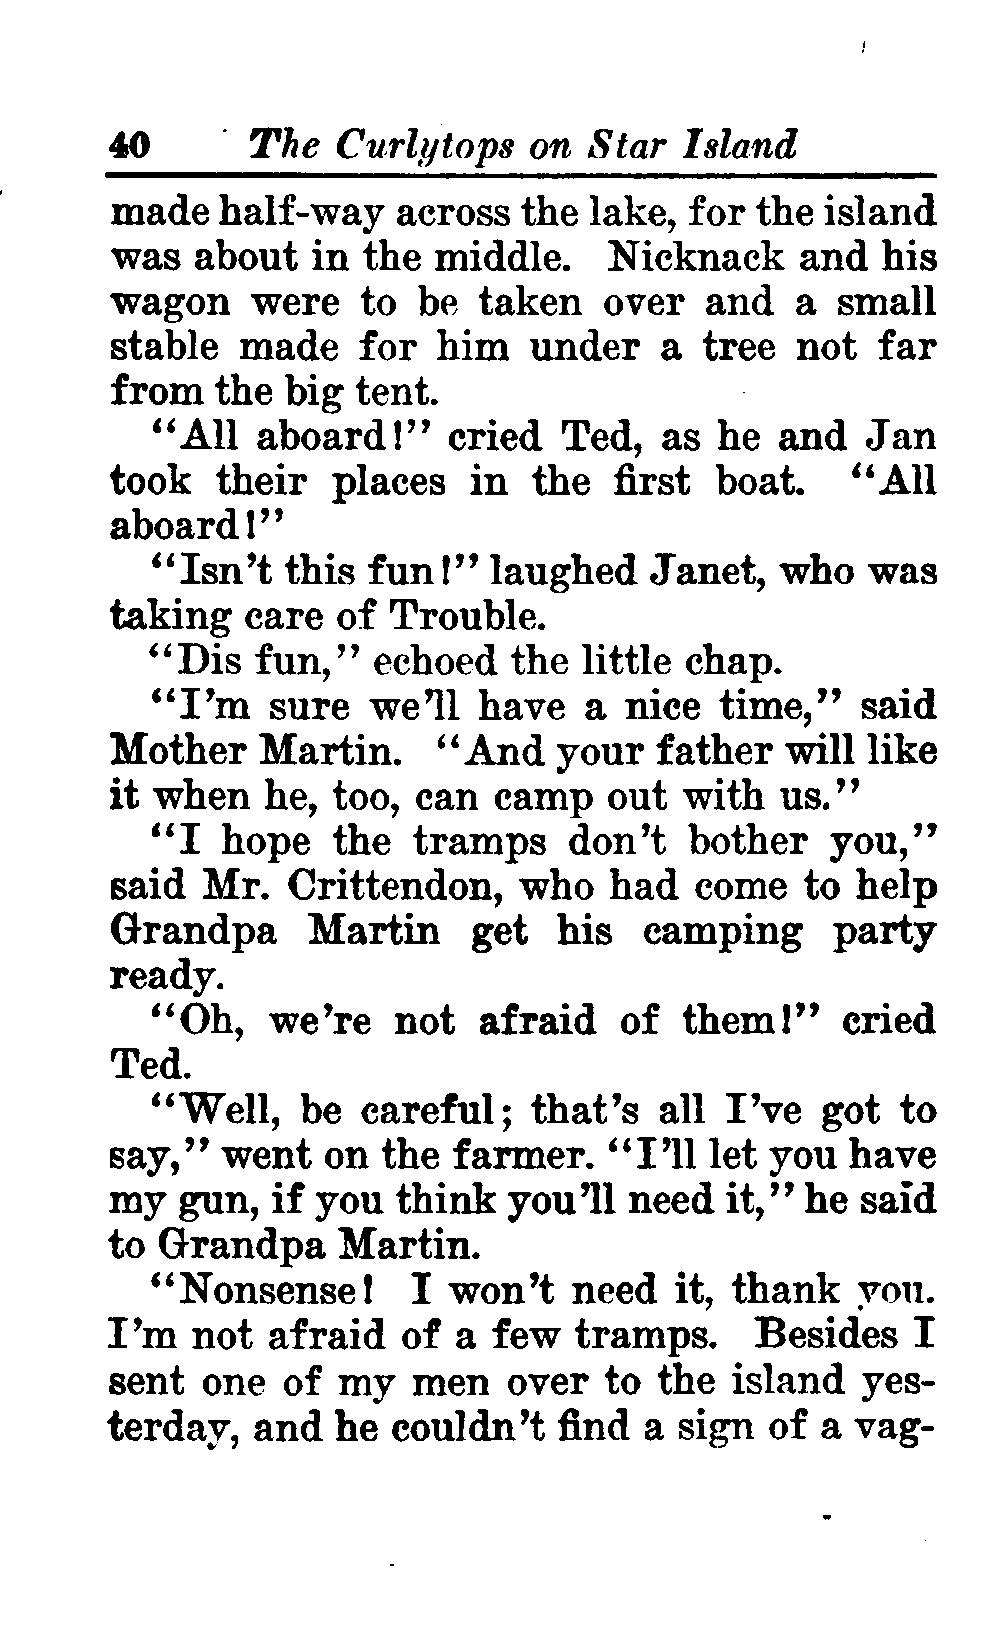 40 The Curlytops on Star Island
made half-way across the lake, for the island
was about in the middle. Nicknack and his
wagon were to be taken over and a small
stable made for him under a tree not far
from the big tent.
"All aboard!" cried Ted, as he and Jan
took their places in the first boat. "All
aboard!"
"Isn't this fun!" laughed Janet, who was
taking care of Trouble.
"Dis fun," echoed the little chap.
"I'm sure we'll have a nice time," said
Mother Martin. "And your father will like
it when he, too, can camp out with us."
"I hope the tramps don't bother you,"
said Mr. Crittendon, who had come to help
Grandpa Martin get his camping party
ready.
"Oh, we're not afraid of them!" cried
Ted.
"Well, be careful; that's all I've got to
say," went on the farmer. "I'll let you have
my gun, if you think you'll need it," he said
to Grandpa Martin.
"Nonsense! I won't need it, thank you.
I'm not afraid of a few tramps. Besides I
sent one of my men over to the island yes-
terday, and he couldn't find a sign of a vag-